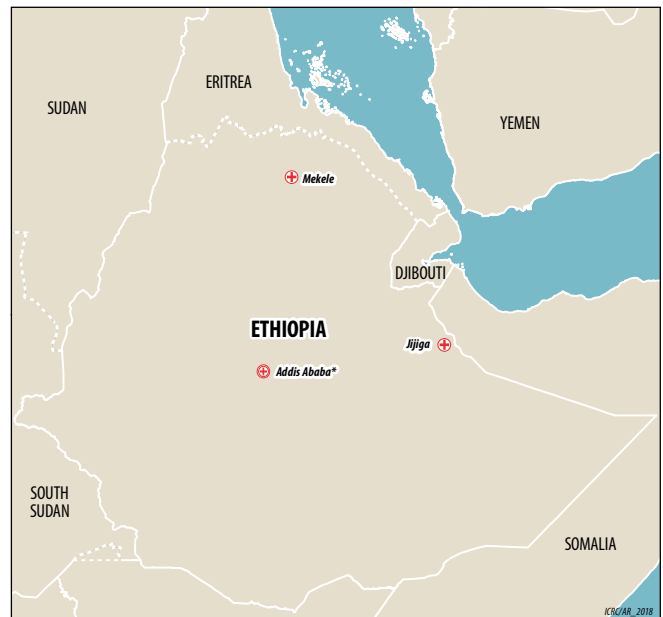 ERITREA
SUDAN
YEMEN
Mekele
DJIBOUTI
ETHIOPIA
Jijiga
Addis Ababa*
SOUTH
SUDAN
SOMALIA
ICRC/AR_2018